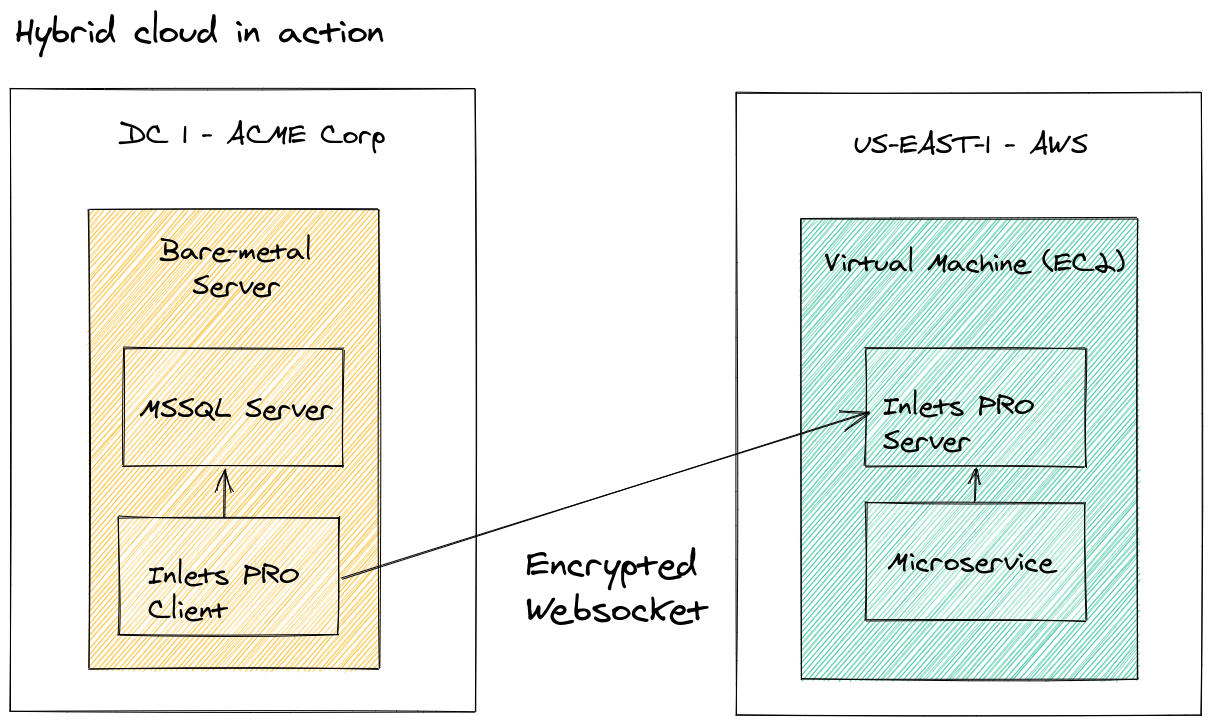 Hybrid cloud in action
DC 1 - ACME Corp
Bare-metal
Server
MSSQL Server
Inlets PRO
Client
Encrypted
Websocket
US-EAST-1 - AWS
Virtual Machine (EC2)
Inlets PRO
Server
Microservice